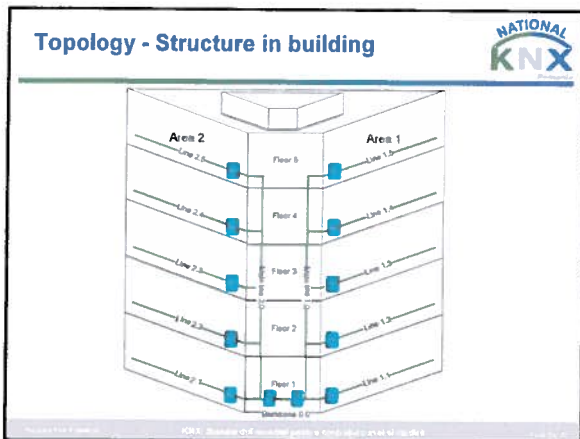 Topology - Structure in building
NATIONAL
KNX
Area 2
Area 1
Floor 5
Line 2.5
Line 1.5
Floor 4
Line 2.4
Line 1.4
Floor 3
Line 2.3
Line 1.3
Main line 2.0
Main line 1.0
Floor 2
Line 2.2
Line 1.2
Floor 1
Line 2.1
Line 1.1
Backbone 0.0